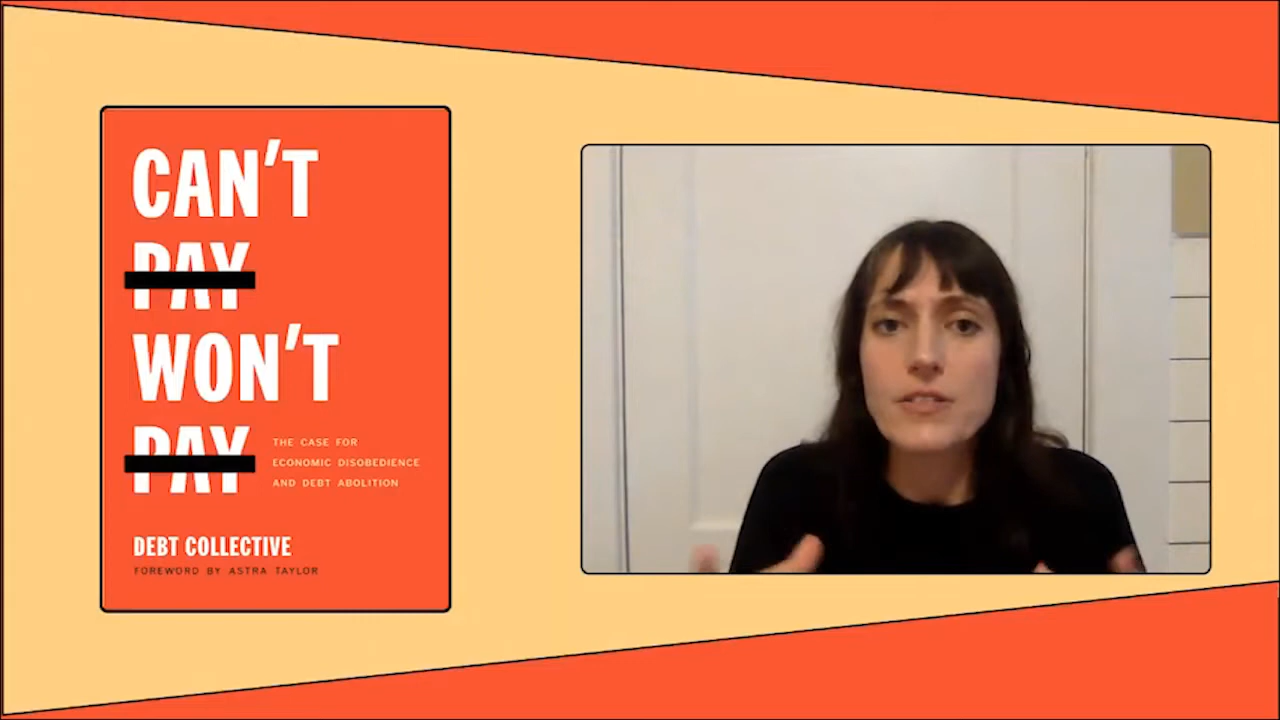 CAN'T
PAY
WON'T
PAY
THE CASE FOR
ECONOMIC DISOBEDIENCE
AND DEBT ABOLITION
DEBT COLLECTIVE
FOREWORD BY ASTRA TAYLOR